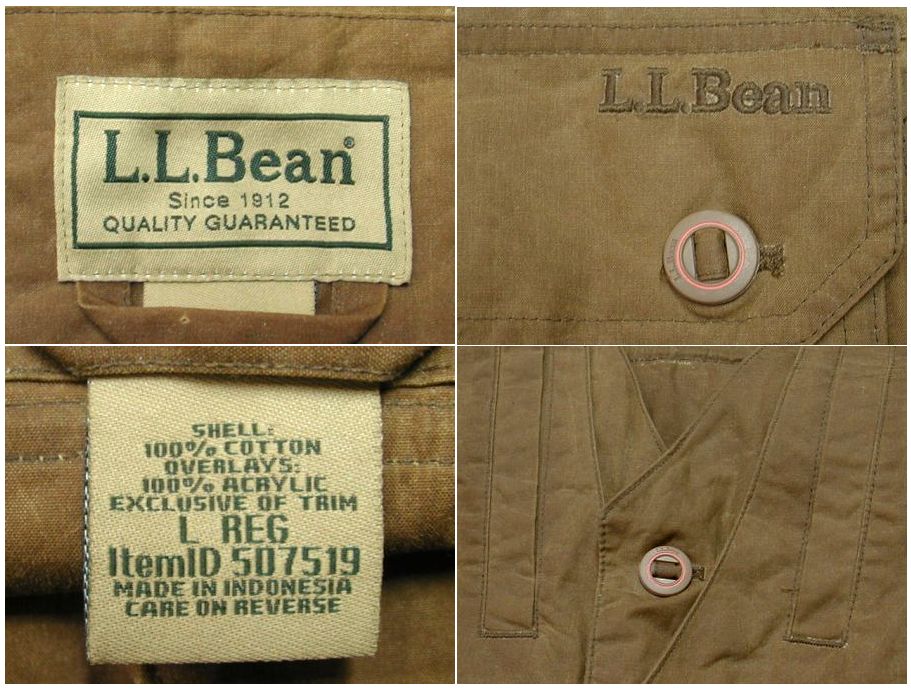 L.L.Bean®
Since 1912
QUALITY GUARANTEED
L.L.Bean
SHELL:
100% COTTON
OVERLAYS:
100% ACRYLIC
EXCLUSIVE OF TRIM
L REG
ItemID 507519
MADE IN INDONESIA
CARE ON REVERSE